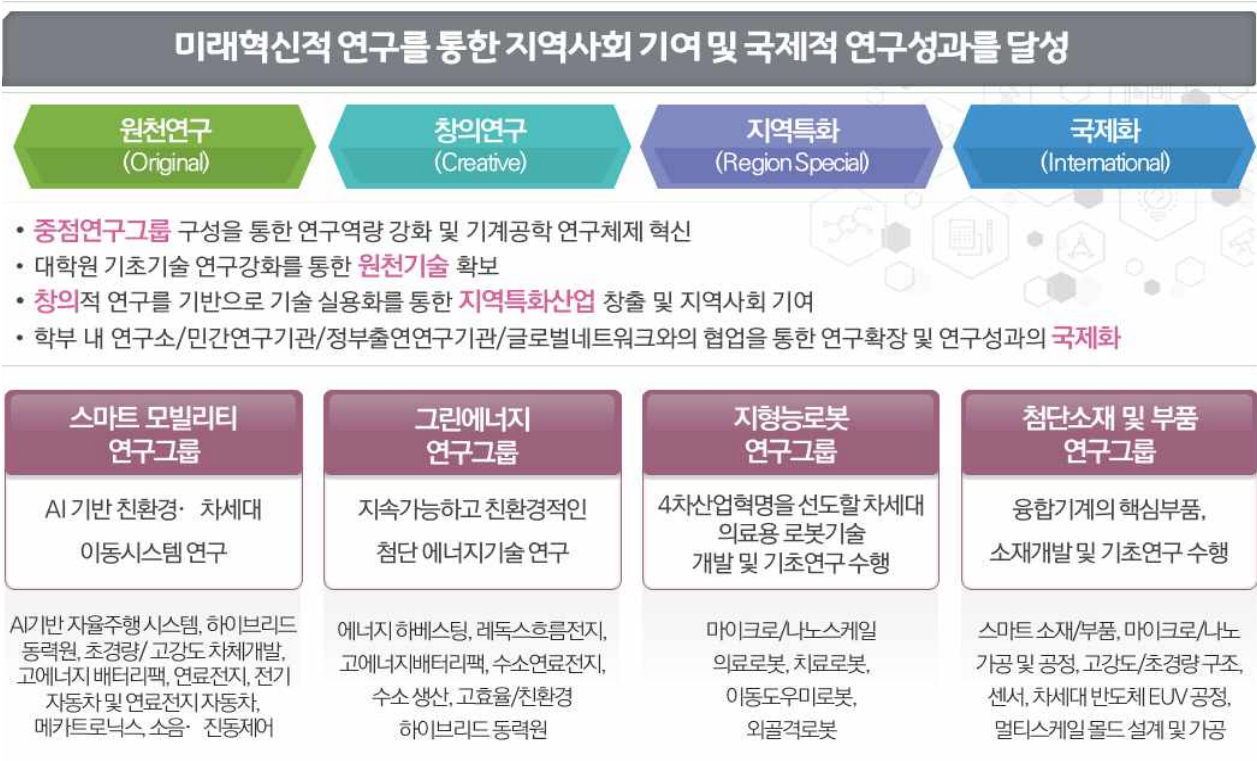 미래혁신적 연구를 통한 지역사회 기여 및 국제적 연구성과를 달성
원천연구
(Original)
창의연구
(Creative)
지역특화
(Region Special)
국제화
(International)
• 중점연구그룹 구성을 통한 연구역량 강화 및 기계공학 연구체제 혁신
• 대학원 기초기술 연구강화를 통한 원천기술 확보
• 창의적 연구를 기반으로 기술 실용화를 통한 지역특화산업 창출 및 지역사회 기여
• 학부 내 연구소/민간연구기관/정부출연연구기관/글로벌네트워크와의 협업을 통한 연구확장 및 연구성과의 국제화
스마트 모빌리티
연구그룹
AI 기반 친환경· 차세대
이동시스템 연구
AI기반 자율주행 시스템, 하이브리드
동력원, 초경량/ 고강도 차체개발,
고에너지 배터리팩, 연료전지, 전기
자동차 및 연료전지 자동차,
메카트로닉스, 소음· 진동제어
그린에너지
연구그룹
지속가능하고 친환경적인
첨단 에너지기술 연구
에너지 하베스팅, 레독스흐름전지,
고에너지배터리팩, 수소연료전지,
수소 생산, 고효율/친환경
하이브리드 동력원
지형능로봇
연구그룹
4차산업혁명을 선도할 차세대
의료용 로봇기술
개발 및 기초연구 수행
마이크로/나노스케일
의료로봇, 치료로봇,
이동도우미로봇,
외골격로봇
첨단소재 및 부품
연구그룹
융합기계의 핵심부품,
소재개발 및 기초연구 수행
스마트 소재/부품, 마이크로/나노
가공 및 공정, 고강도/초경량 구조,
센서, 차세대 반도체 EUV 공정,
멀티스케일 몰드 설계 및 가공